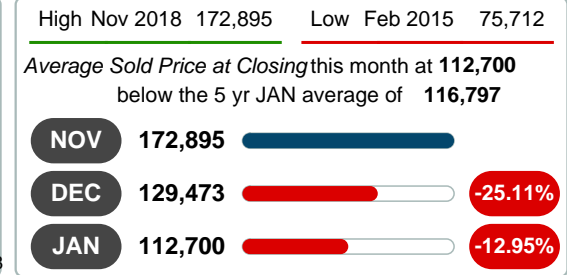 High Nov 2018 172,895 Low Feb 2015 75,712
Average Sold Price at Closing this month at 112,700
below the 5 yr JAN average of 116,797
NOV 172,895
DEC 129,473 -25.11%
JAN 112,700 -12.95%